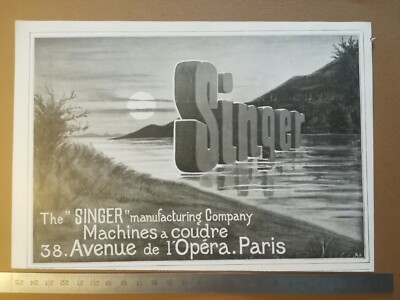 Singer
The "SINGER" manufacturing Company
Machines a coudre
38. Avenue de l'Opéra. Paris